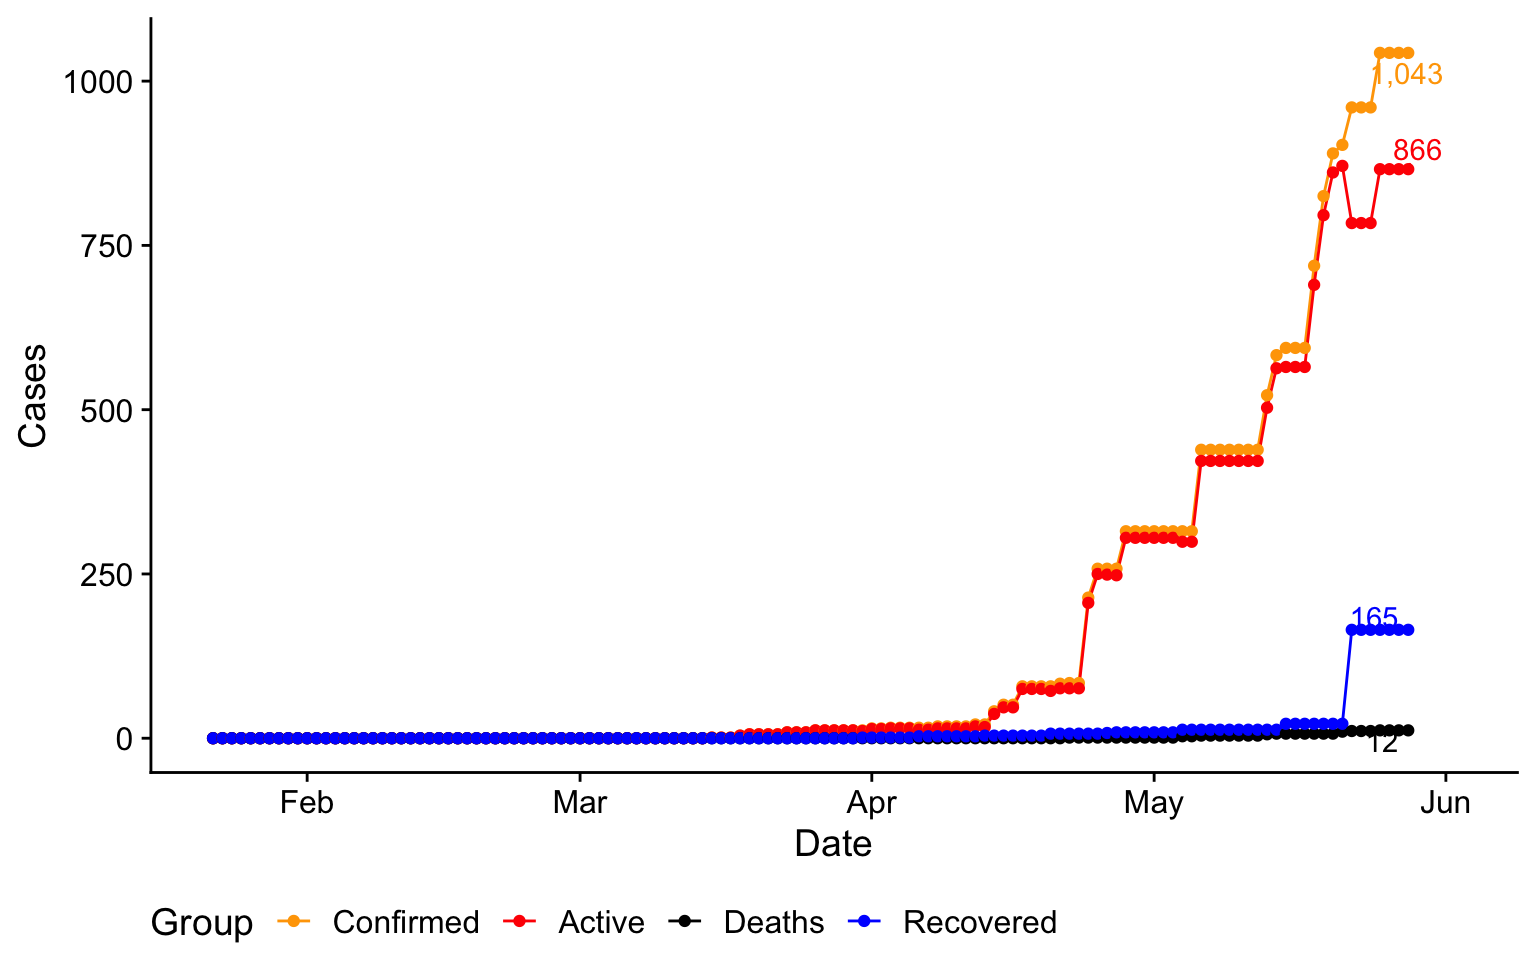 1000
1,043
866
750
Cases
500
250
165
0
12
Feb Mar Apr May Jun
Date
Group Confirmed Active Deaths Recovered